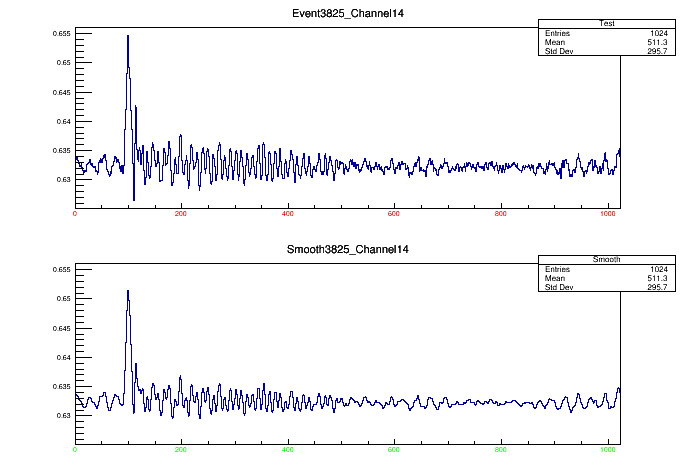 Event3825_Channel14
Test
Entries 1024
Mean 511.3
Std Dev 295.7
0.655
0.65
0.645
0.64
0.635
0.63
0 200 400 600 800 1000
Smooth3825_Channel14
Smooth
Entries 1024
Mean 511.3
Std Dev 295.7
0.655
0.65
0.645
0.64
0.635
0.63
0 200 400 600 800 1000